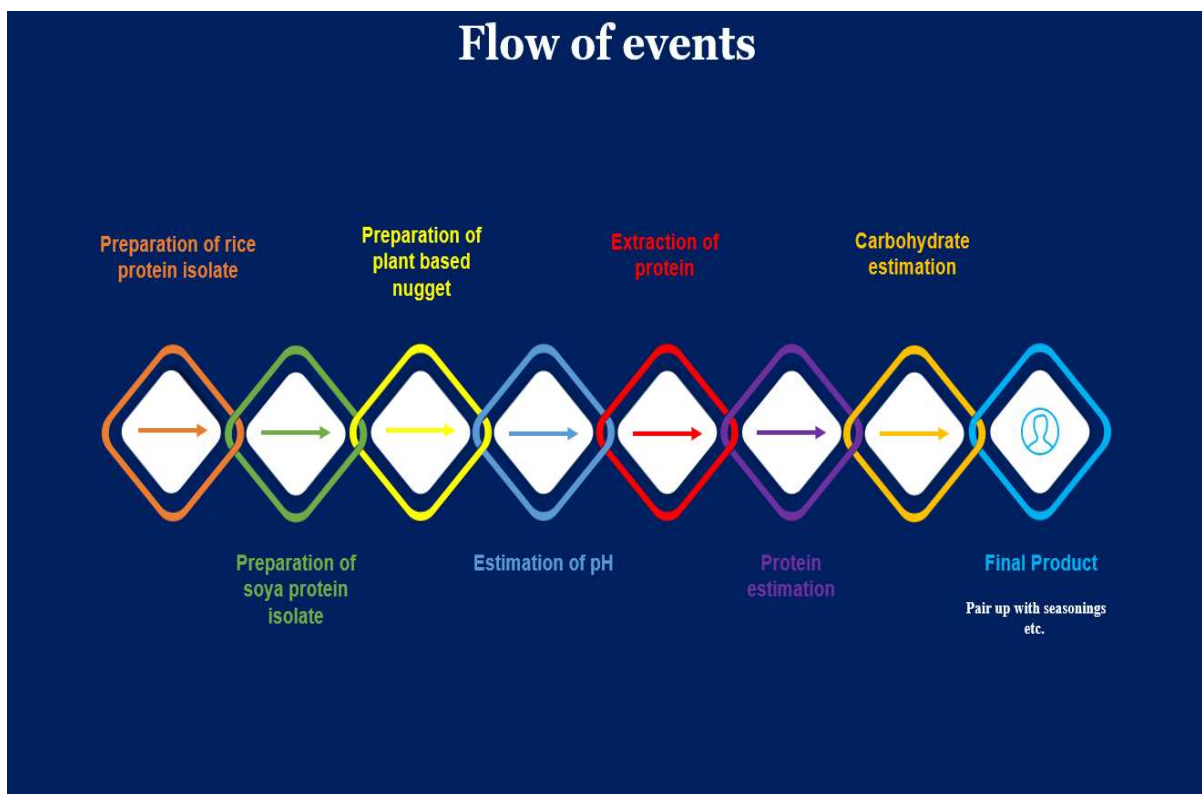 Flow of events
Preparation of rice
protein isolate
Preparation of
soya protein
isolate
Preparation of
plant based
nugget
Estimation of pH
Extraction of
protein
Protein
estimation
Carbohydrate
estimation
Final Product
Pair up with seasonings
etc.